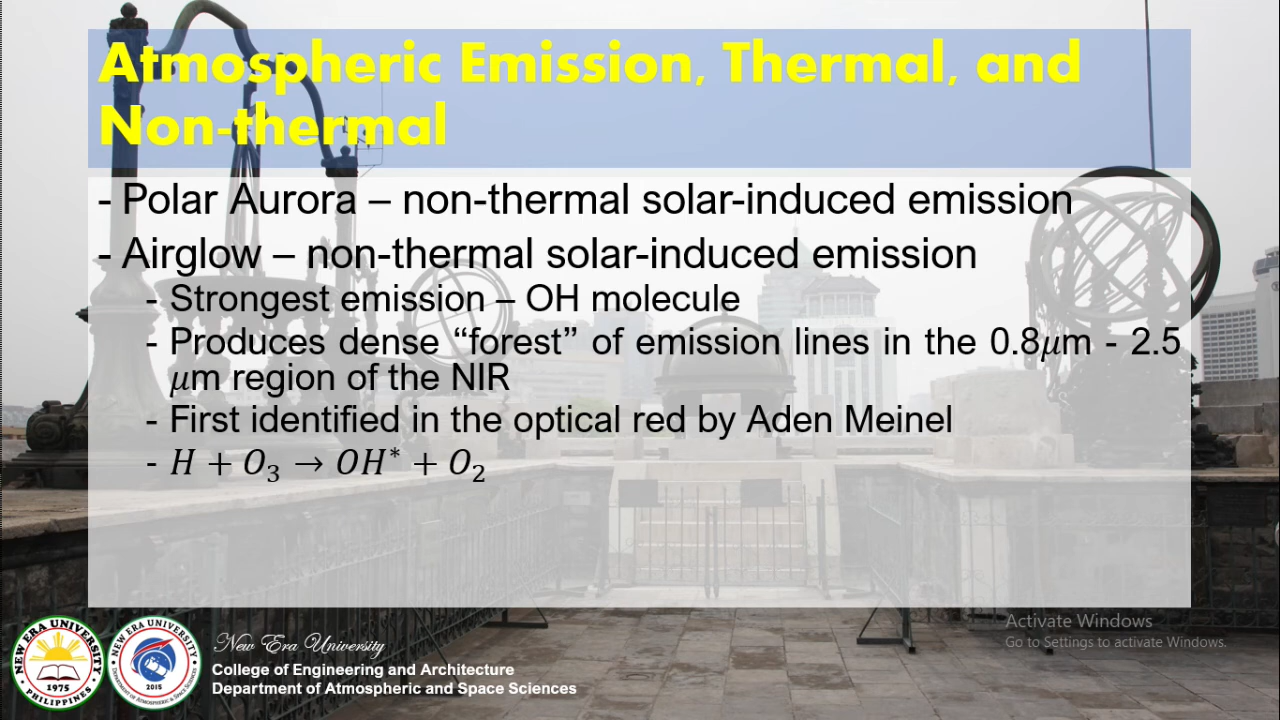 Atmospheric Emission, Thermal, and
Non-thermal
- Polar Aurora – non-thermal solar-induced emission
- Airglow – non-thermal solar-induced emission
- Strongest emission – OH molecule
- Produces dense “forest” of emission lines in the 0.8𝜇m - 2.5
𝜇m region of the NIR
- First identified in the optical red by Aden Meinel
- 𝐻 + 𝑂₃ → 𝑂𝐻* + 𝑂₂
Activate Windows
Go to Settings to activate Windows.
NEW ERA UNIVERSITY
1975
PHILIPPINES
NEW ERA UNIVERSITY
2015
New Era University
College of Engineering and Architecture
Department of Atmospheric and Space Sciences